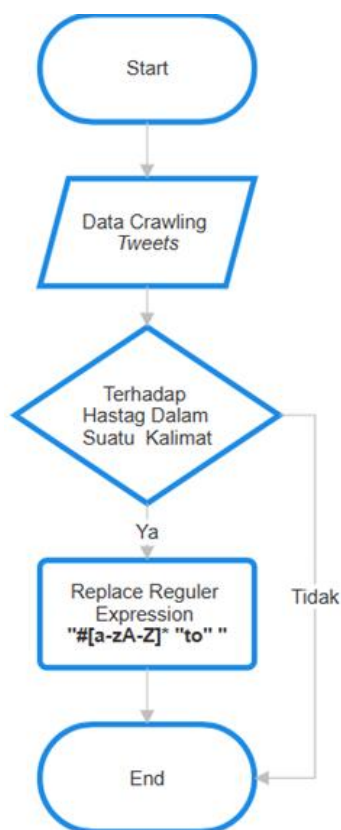 Start
Data Crawling
Tweets
Terhadap
Hastag Dalam
Suatu Kalimat
Ya
Replace Reguler
Expression
"#[a-zA-Z]* "to" "
Tidak
End